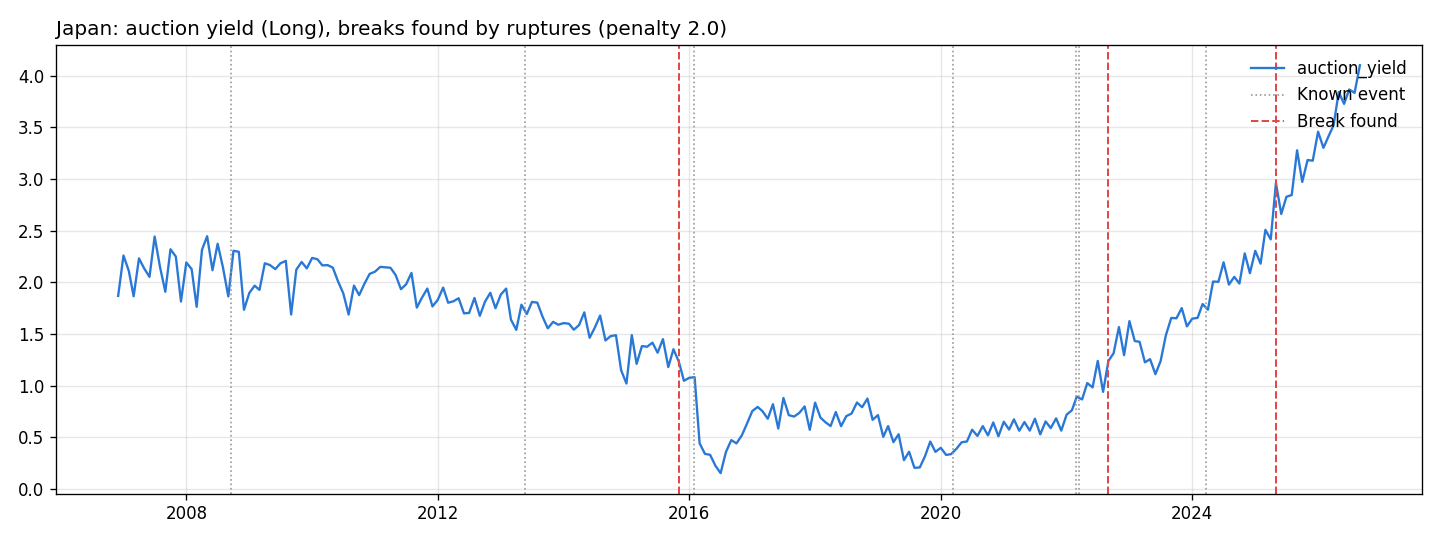 Japan: auction yield (Long), breaks found by ruptures (penalty 2.0)
auction_yield
Known event
Break found
4.0
3.5
3.0
2.5
2.0
1.5
1.0
0.5
0.0
2008 2012 2016 2020 2024